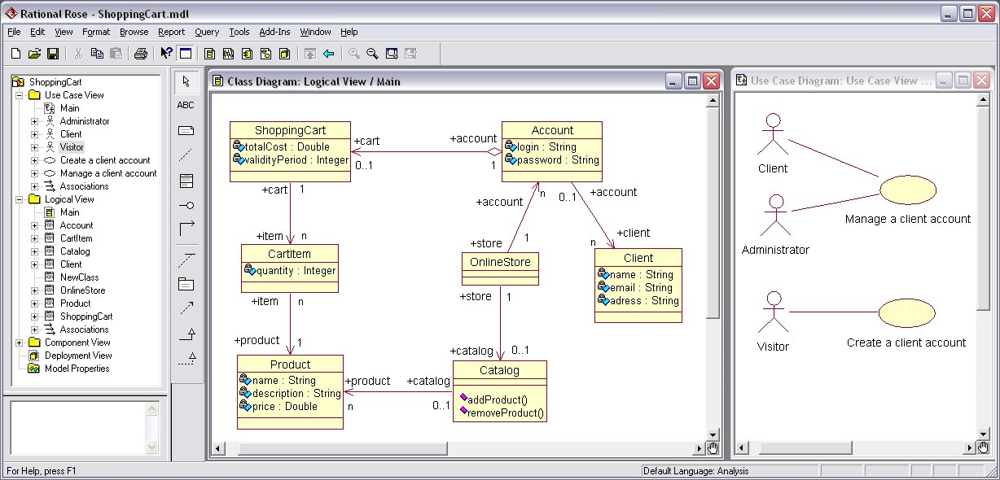 Rational Rose - ShoppingCart.mdl
File Edit View Format Browse Report Query Tools Add-Ins Window Help
ShoppingCart
Use Case View
Main
Administrator
Client
Visitor
Create a client account
Manage a client account
Associations
Logical View
Main
Account
CartItem
Catalog
Client
NewClass
OnlineStore
Product
ShoppingCart
Associations
Component View
Deployment View
Model Properties
ABC
Class Diagram: Logical View / Main
ShoppingCart
totalCost : Double
validityPeriod : Integer
+cart
0..1
+account
1
Account
login : String
password : String
+cart
1
+item
n
CartItem
quantity : Integer
+item
n
+product
1
Product
name : String
description : String
price : Double
+account
n
+store
1
OnlineStore
+store
1
+catalog
0..1
Catalog
addProduct()
removeProduct()
+product
n
+catalog
0..1
0..1
+account
+client
n
Client
name : String
email : String
adress : String
Use Case Diagram: Use Case View ...
Client
Manage a client account
Administrator
Visitor
Create a client account
For Help, press F1
Default Language: Analysis